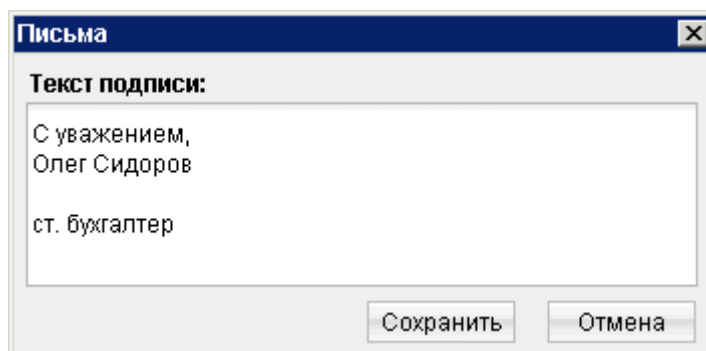 Письма
Текст подписи:
С уважением,
Олег Сидоров
ст. бухгалтер
Сохранить
Отмена